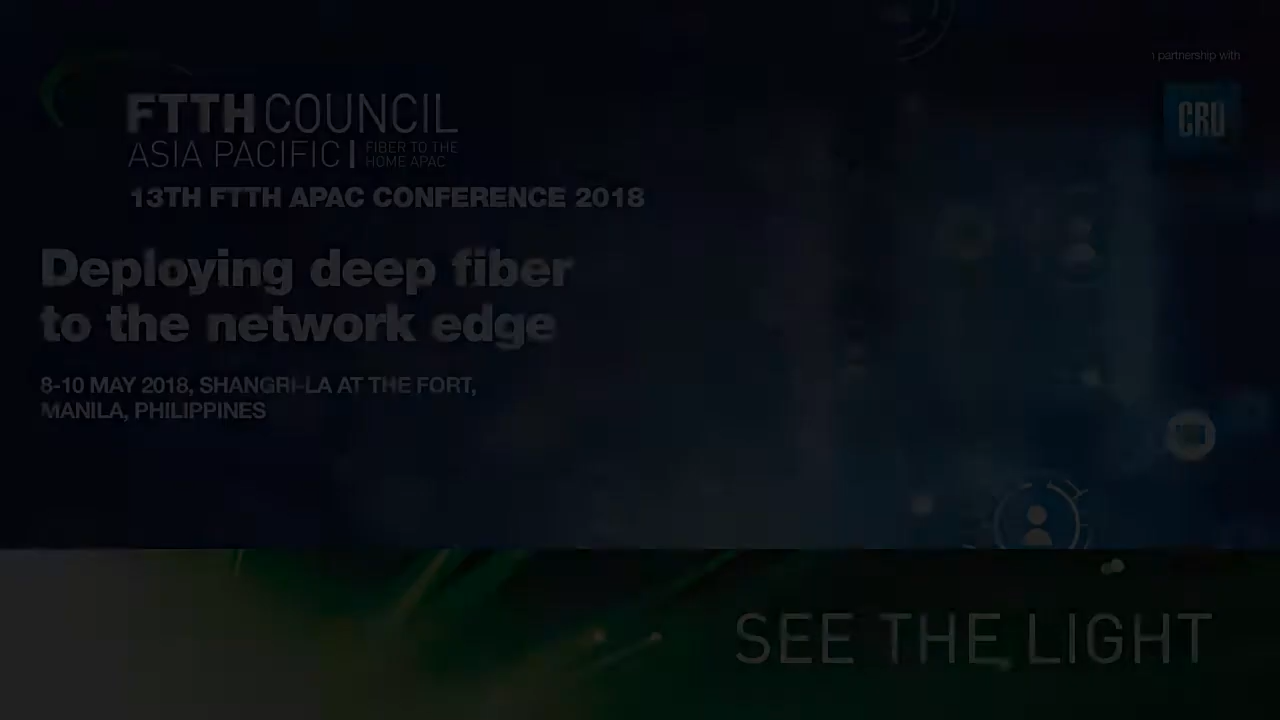 partnership with
CRU
FTTH COUNCIL
ASIA PACIFIC | FIBER TO THE
HOME APAC
13TH FTTH APAC CONFERENCE 2018
Deploying deep fiber
to the network edge
8-10 MAY 2018, SHANGRI-LA AT THE FORT,
MANILA, PHILIPPINES
SEE THE LIGHT